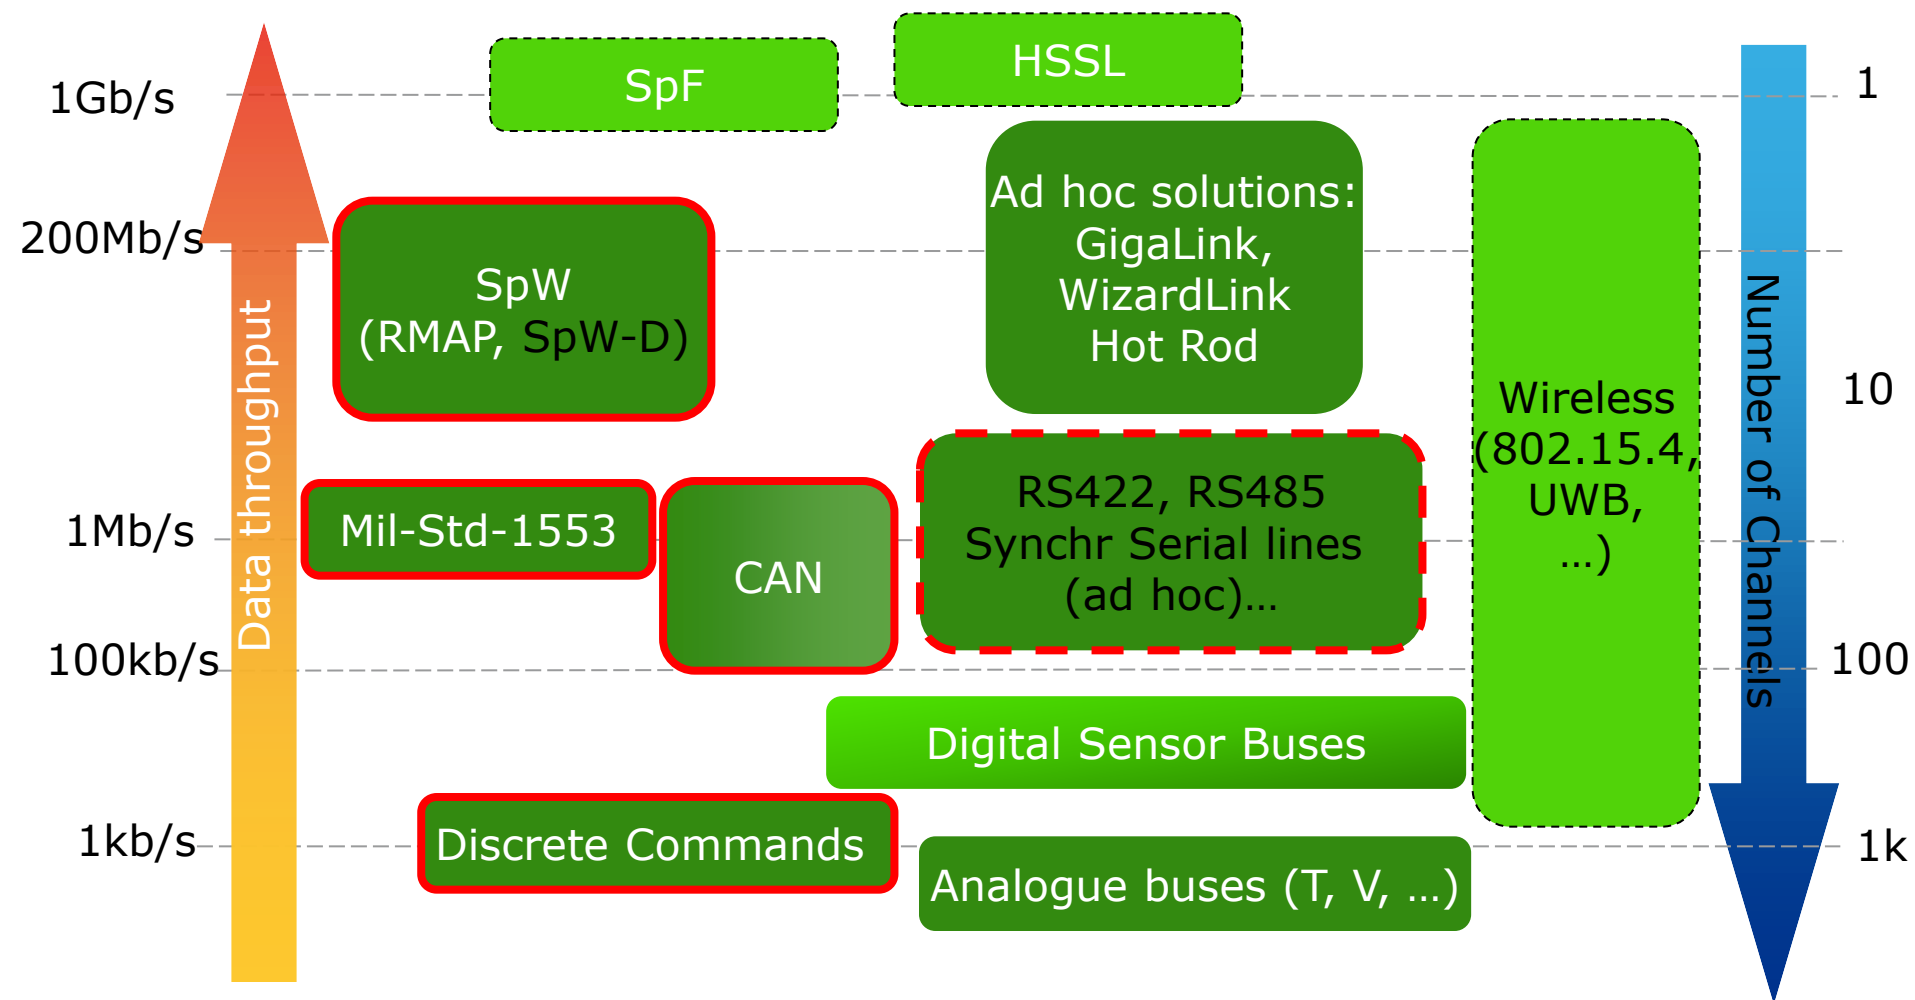 HSSL
SpF
1Gb/s
1
Ad hoc solutions:
GigaLink,
WizardLink
Hot Rod
200Mb/s
SpW
(RMAP, SpW-D)
Data throughput
Number of Channels
10
Wireless
(802.15.4,
UWB,
...)
RS422, RS485
Synchr Serial lines
(ad hoc)...
1Mb/s
Mil-Std-1553
CAN
100kb/s
100
Digital Sensor Buses
1kb/s
Discrete Commands
1k
Analogue buses (T, V, ...)